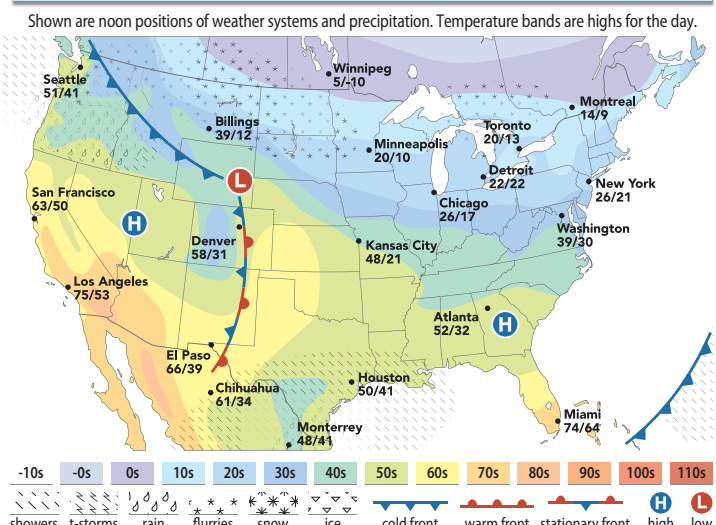 Shown are noon positions of weather systems and precipitation. Temperature bands are highs for the day.
Winnipeg
5/-10
Seattle
51/41
Montreal
14/9
Billings
39/12
Toronto
20/13
Minneapolis
20/10
Detroit
22/22
New York
26/21
San Francisco
63/50
L
Chicago
26/17
H
Washington
39/30
Denver
58/31
Kansas City
48/21
Los Angeles
75/53
Atlanta
52/32
H
El Paso
66/39
Houston
50/41
Chihuahua
61/34
Miami
74/64
Monterrey
48/41
-10s -0s 0s 10s 20s 30s 40s 50s 60s 70s 80s 90s 100s 110s
H L
showers t-storms rain flurries snow ice cold front warm front stationary front high low